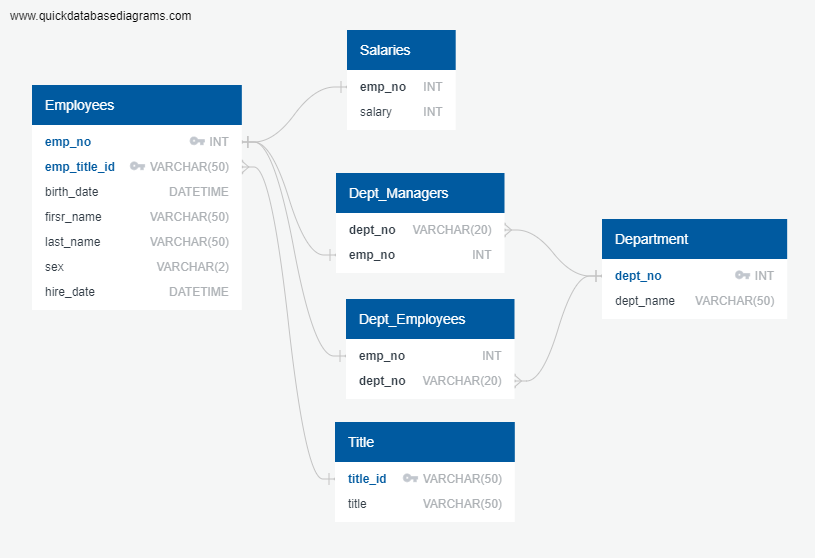 www.quickdatabasediagrams.com
Employees
emp_no INT
emp_title_id VARCHAR(50)
birth_date DATETIME
firsr_name VARCHAR(50)
last_name VARCHAR(50)
sex VARCHAR(2)
hire_date DATETIME
Salaries
emp_no INT
salary INT
Dept_Managers
dept_no VARCHAR(20)
emp_no INT
Dept_Employees
emp_no INT
dept_no VARCHAR(20)
Title
title_id VARCHAR(50)
title VARCHAR(50)
Department
dept_no INT
dept_name VARCHAR(50)